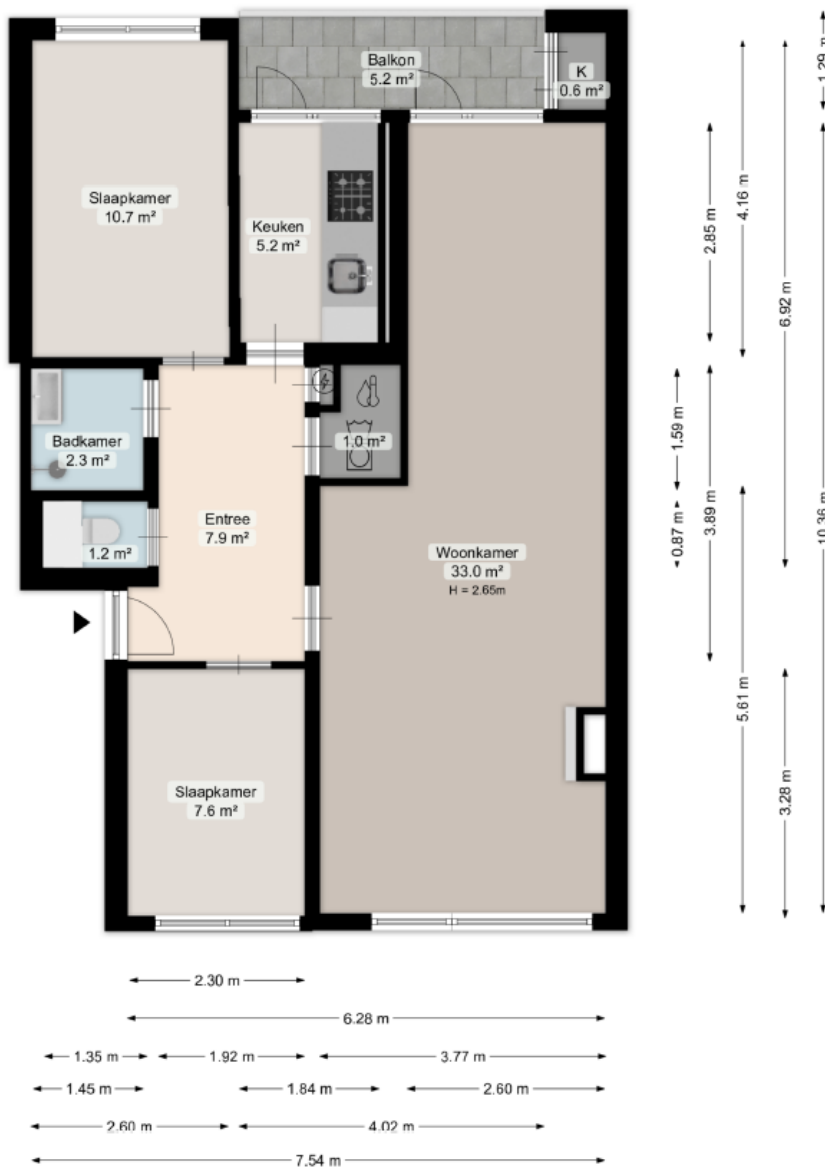 Balkon
5.2 m²
K
0.6 m²
Slaapkamer
10.7 m²
Keuken
5.2 m²
Badkamer
2.3 m²
1.0 m²
1.2 m²
Entree
7.9 m²
Woonkamer
33.0 m²
H = 2.65m
Slaapkamer
7.6 m²
1.29 m
4.16 m
2.85 m
6.92 m
1.59 m
0.87 m
3.89 m
10.36 m
5.61 m
3.28 m
2.30 m
6.28 m
1.35 m
1.92 m
3.77 m
1.45 m
1.84 m
2.60 m
2.60 m
4.02 m
7.54 m